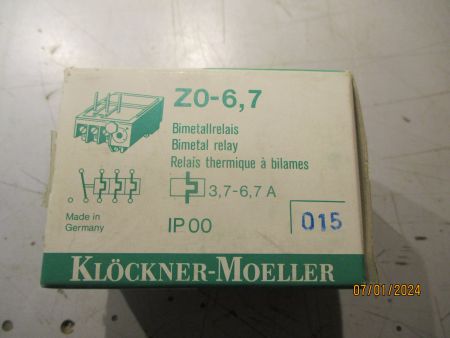 Z0-6,7
Bimetallrelais
Bimetal relay
Relais thermique à bilames
3,7-6,7 A
Made in
Germany
IP 00
015
KLÖCKNER-MOELLER
07/01/2024